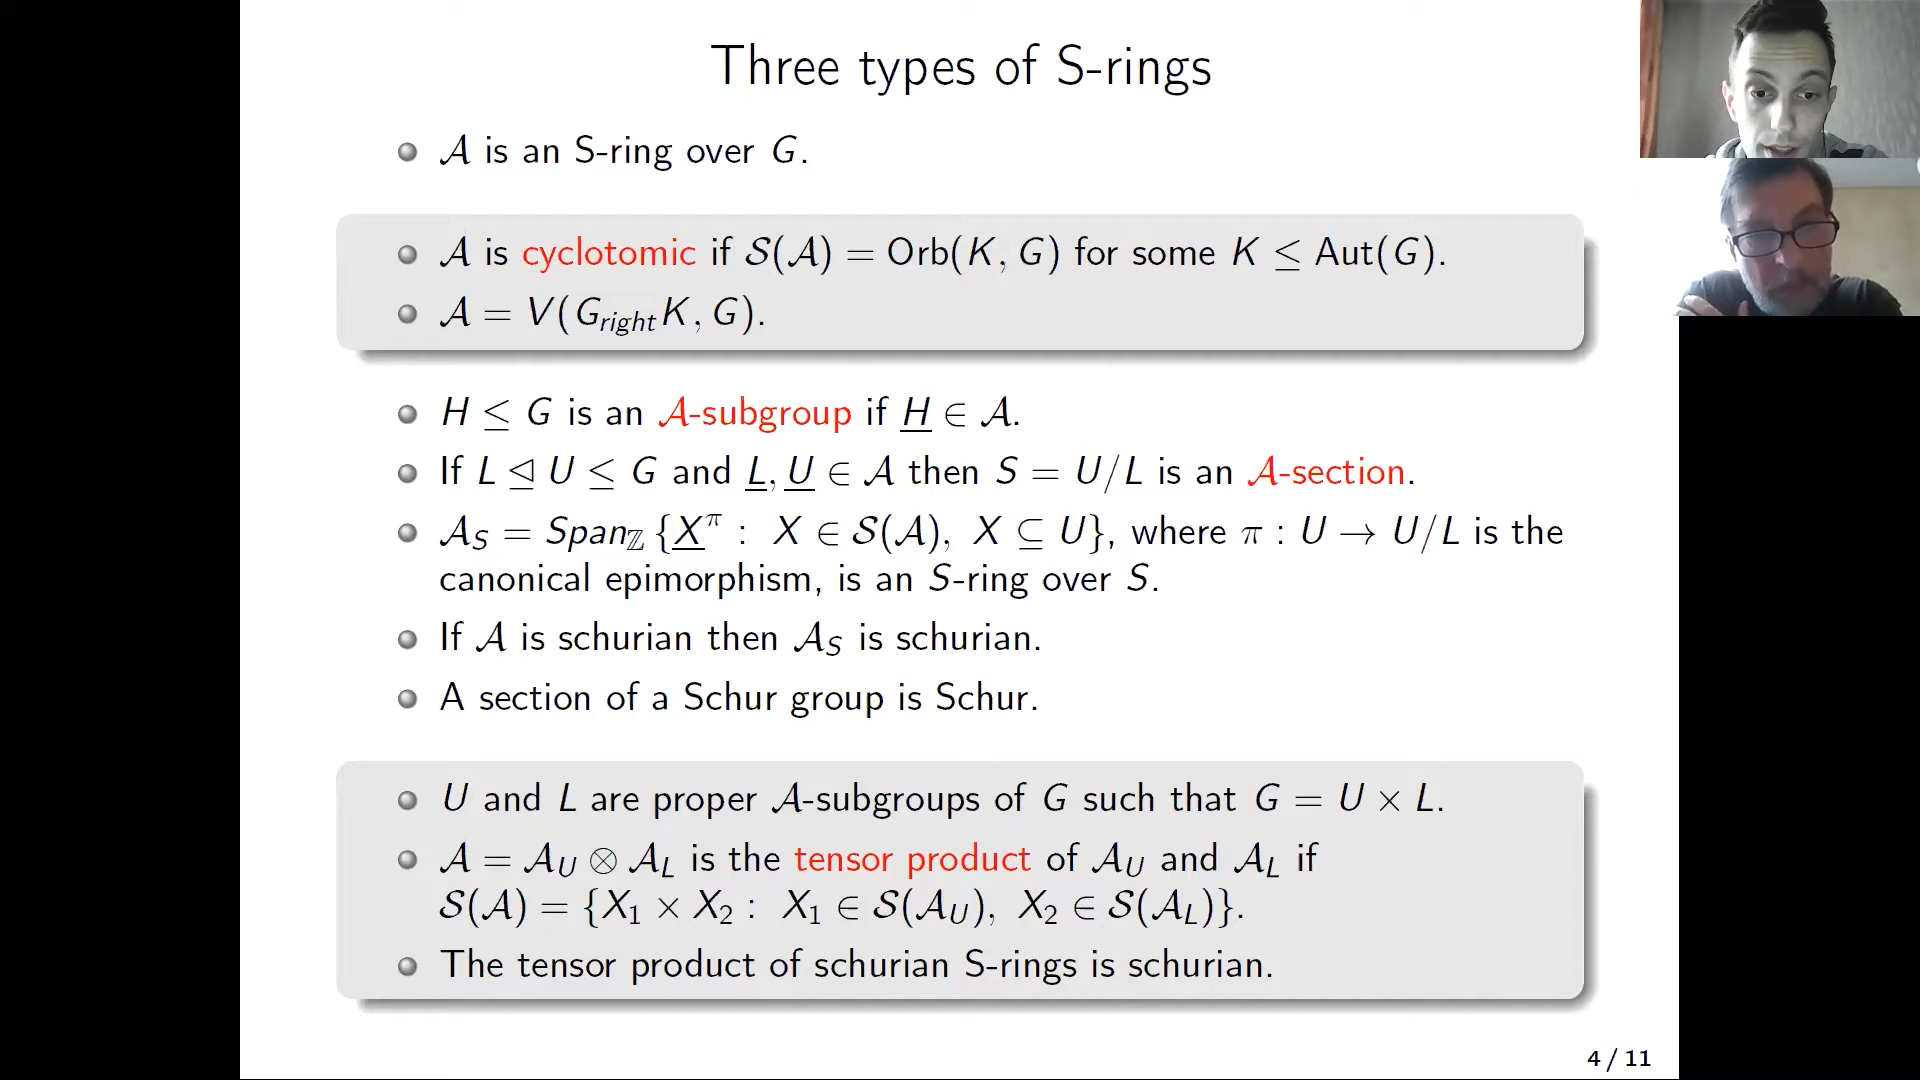 Three types of S-rings
𝒜 is an S-ring over G.
𝒜 is cyclotomic if 𝒮(𝒜) = Orb(K, G) for some K ≤ Aut(G).
𝒜 = V(G_right K, G).
H ≤ G is an 𝒜-subgroup if H̲ ∈ 𝒜.
If L ⊴ U ≤ G and L̲, U̲ ∈ 𝒜 then S = U/L is an 𝒜-section.
𝒜_S = Span_ℤ {X̲^π : X ∈ 𝒮(𝒜), X ⊆ U}, where π : U → U/L is the
canonical epimorphism, is an S-ring over S.
If 𝒜 is schurian then 𝒜_S is schurian.
A section of a Schur group is Schur.
U and L are proper 𝒜-subgroups of G such that G = U × L.
𝒜 = 𝒜_U ⊗ 𝒜_L is the tensor product of 𝒜_U and 𝒜_L if
𝒮(𝒜) = {X₁ × X₂ : X₁ ∈ 𝒮(𝒜_U), X₂ ∈ 𝒮(𝒜_L)}.
The tensor product of schurian S-rings is schurian.
4 / 11